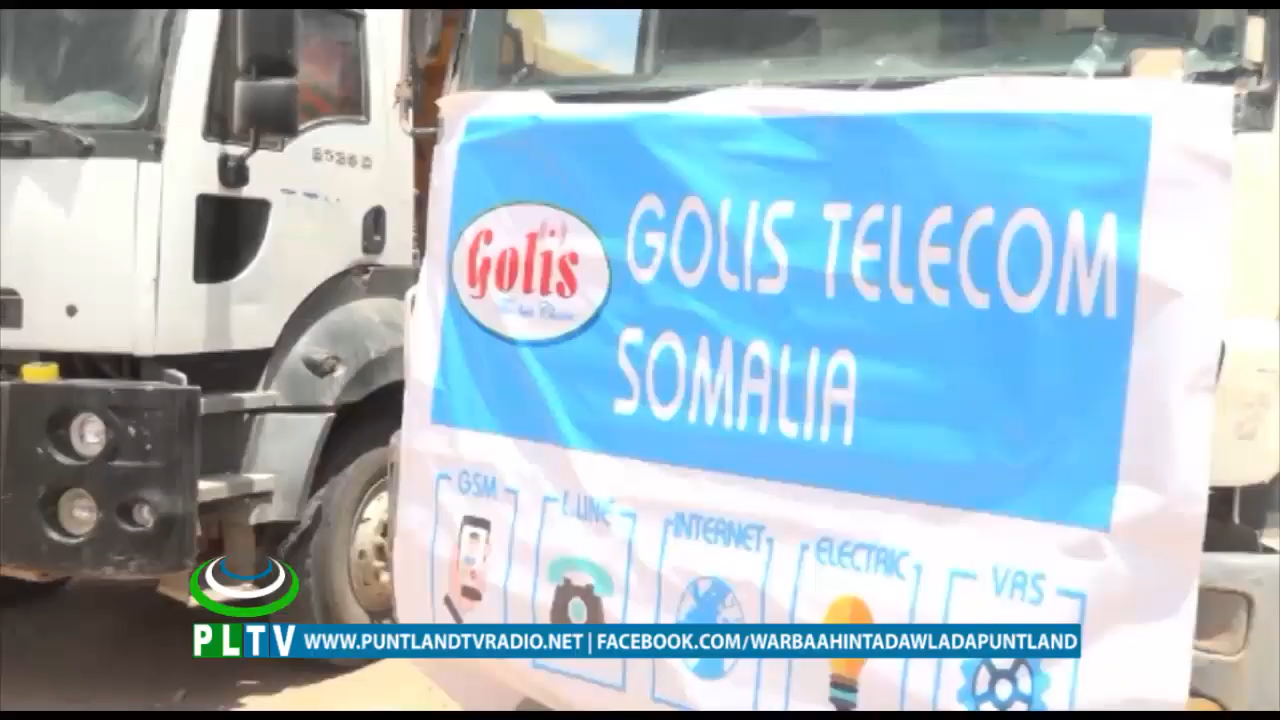 Golis
GOLIS TELECOM
SOMALIA
GSM
L.LINE
INTERNET
ELECTRIC
VAS
PLTV
WWW.PUNTLANDTVRADIO.NET | FACEBOOK.COM/WARBAAHINTADAWLADAPUNTLAND